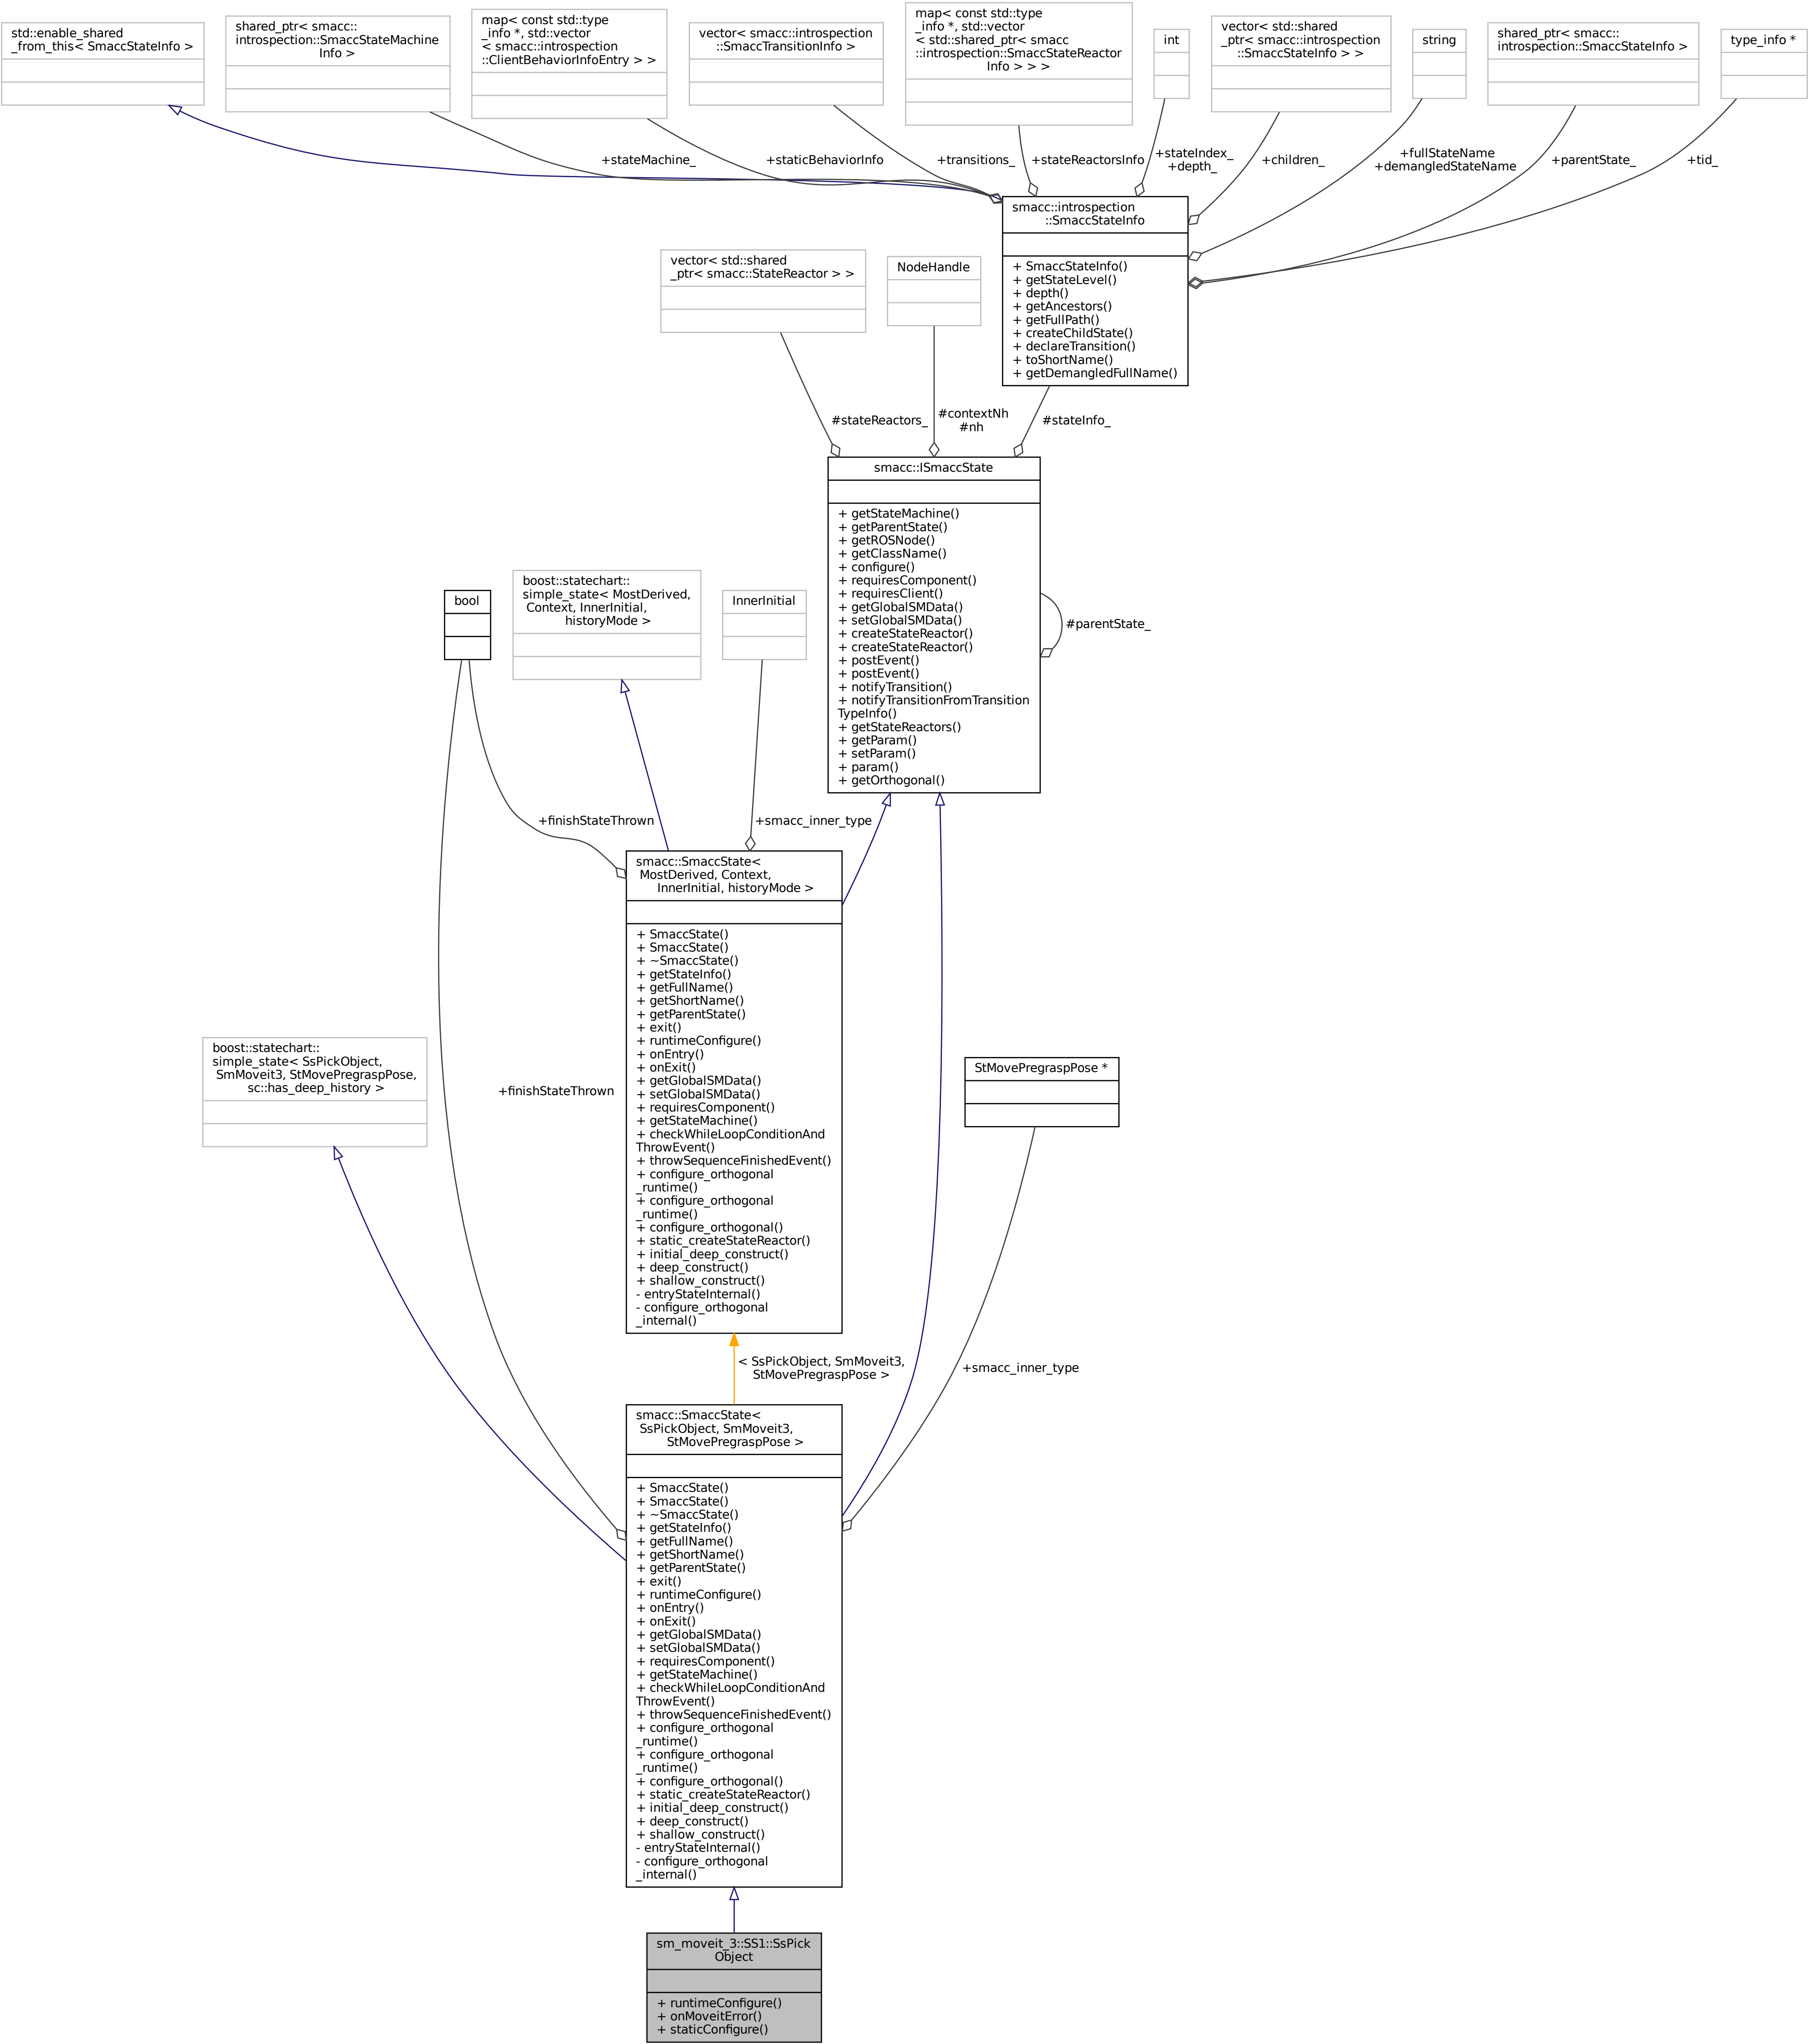 std::enable_shared
_from_this< SmaccStateInfo >
shared_ptr< smacc::
introspection::SmaccStateMachine
Info >
map< const std::type
_info *, std::vector
< smacc::introspection
::ClientBehaviorInfoEntry > >
vector< smacc::introspection
::SmaccTransitionInfo >
map< const std::type
_info *, std::vector
< std::shared_ptr< smacc
::introspection::SmaccStateReactor
Info > > >
int
vector< std::shared
_ptr< smacc::introspection
::SmaccStateInfo > >
string
shared_ptr< smacc::
introspection::SmaccStateInfo >
type_info *
+stateMachine_
+staticBehaviorInfo
+transitions_
+stateReactorsInfo
+stateIndex_
+depth_
+children_
+fullStateName
+demangledStateName
+parentState_
+tid_
smacc::introspection
::SmaccStateInfo
+ SmaccStateInfo()
+ getStateLevel()
+ depth()
+ getAncestors()
+ getFullPath()
+ createChildState()
+ declareTransition()
+ toShortName()
+ getDemangledFullName()
vector< std::shared
_ptr< smacc::StateReactor > >
NodeHandle
#stateReactors_
#contextNh
#nh
#stateInfo_
smacc::ISmaccState
+ getStateMachine()
+ getParentState()
+ getROSNode()
+ getClassName()
+ configure()
+ requiresComponent()
+ requiresClient()
+ getGlobalSMData()
+ setGlobalSMData()
+ createStateReactor()
+ createStateReactor()
+ postEvent()
+ postEvent()
+ notifyTransition()
+ notifyTransitionFromTransition
TypeInfo()
+ getStateReactors()
+ getParam()
+ setParam()
+ param()
+ getOrthogonal()
#parentState_
bool
boost::statechart::
simple_state< MostDerived,
Context, InnerInitial,
historyMode >
InnerInitial
+finishStateThrown
+smacc_inner_type
smacc::SmaccState<
MostDerived, Context,
InnerInitial, historyMode >
+ SmaccState()
+ SmaccState()
+ ~SmaccState()
+ getStateInfo()
+ getFullName()
+ getShortName()
+ getParentState()
+ exit()
+ runtimeConfigure()
+ onEntry()
+ onExit()
+ getGlobalSMData()
+ setGlobalSMData()
+ requiresComponent()
+ getStateMachine()
+ checkWhileLoopConditionAnd
ThrowEvent()
+ throwSequenceFinishedEvent()
+ configure_orthogonal
_runtime()
+ configure_orthogonal
_runtime()
+ configure_orthogonal()
+ static_createStateReactor()
+ initial_deep_construct()
+ deep_construct()
+ shallow_construct()
- entryStateInternal()
- configure_orthogonal
_internal()
boost::statechart::
simple_state< SsPickObject,
SmMoveit3, StMovePregraspPose,
sc::has_deep_history >
+finishStateThrown
StMovePregraspPose *
< SsPickObject, SmMoveit3,
StMovePregraspPose >
+smacc_inner_type
smacc::SmaccState<
SsPickObject, SmMoveit3,
StMovePregraspPose >
+ SmaccState()
+ SmaccState()
+ ~SmaccState()
+ getStateInfo()
+ getFullName()
+ getShortName()
+ getParentState()
+ exit()
+ runtimeConfigure()
+ onEntry()
+ onExit()
+ getGlobalSMData()
+ setGlobalSMData()
+ requiresComponent()
+ getStateMachine()
+ checkWhileLoopConditionAnd
ThrowEvent()
+ throwSequenceFinishedEvent()
+ configure_orthogonal
_runtime()
+ configure_orthogonal
_runtime()
+ configure_orthogonal()
+ static_createStateReactor()
+ initial_deep_construct()
+ deep_construct()
+ shallow_construct()
- entryStateInternal()
- configure_orthogonal
_internal()
sm_moveit_3::SS1::SsPick
Object
+ runtimeConfigure()
+ onMoveitError()
+ staticConfigure()